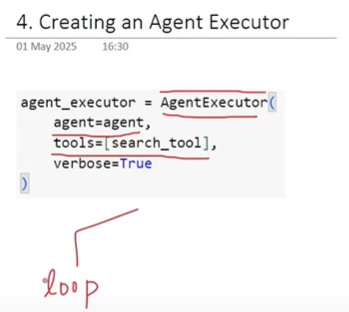 4. Creating an Agent Executor
01 May 2025 16:30
agent_executor = AgentExecutor(
agent=agent,
tools=[search_tool],
verbose=True
)
loop